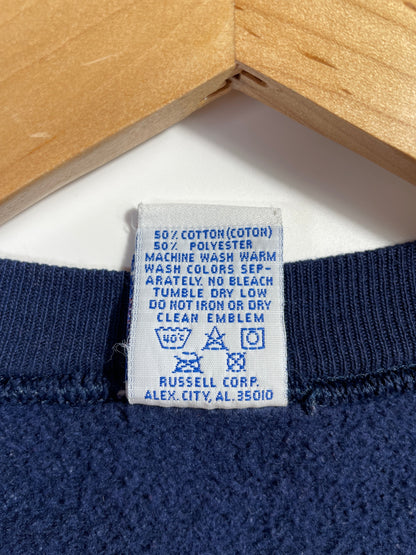 50% COTTON (COTON)
50% POLYESTER
MACHINE WASH WARM
WASH COLORS SEP-
ARATELY. NO BLEACH
TUMBLE DRY LOW
DO NOT IRON OR DRY
CLEAN EMBLEM
40°C
RUSSELL CORP.
ALEX. CITY, AL. 35010